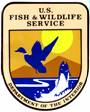 U.S.
FISH & WILDLIFE
SERVICE
DEPARTMENT OF THE INTERIOR